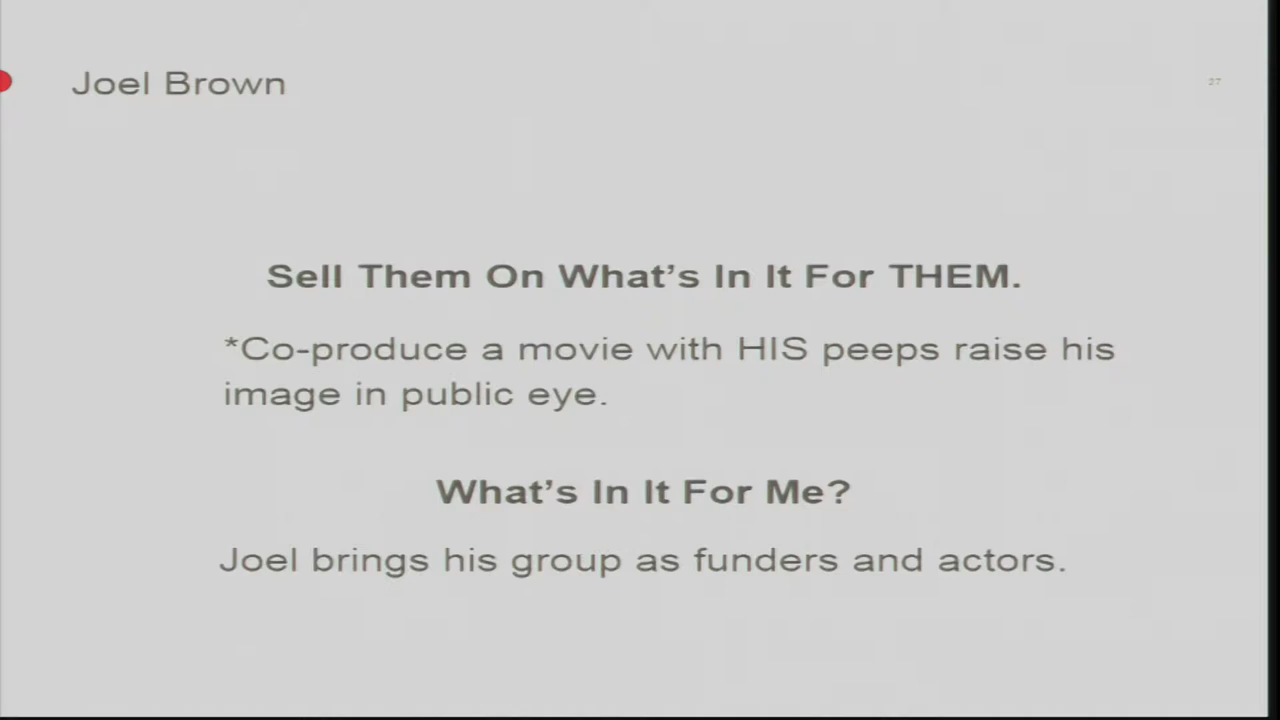 Joel Brown
27
Sell Them On What’s In It For THEM.
*Co-produce a movie with HIS peeps raise his
image in public eye.
What’s In It For Me?
Joel brings his group as funders and actors.